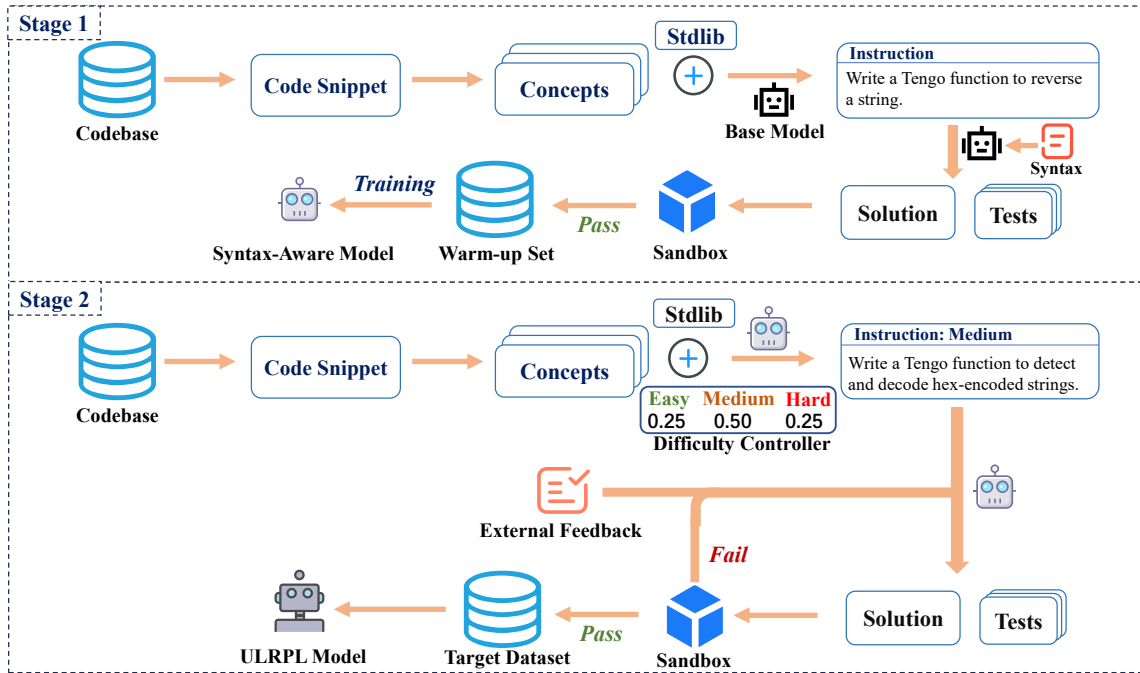 Stage 1
Stdlib
Codebase
Code Snippet
Concepts
Base Model
Instruction
Write a Tengo function to reverse
a string.
Syntax
Solution
Tests
Sandbox
Pass
Warm-up Set
Training
Syntax-Aware Model
Stage 2
Stdlib
Codebase
Code Snippet
Concepts
Easy Medium Hard
0.25 0.50 0.25
Difficulty Controller
Instruction: Medium
Write a Tengo function to detect
and decode hex-encoded strings.
External Feedback
Fail
Solution
Tests
Sandbox
Pass
Target Dataset
ULRPL Model